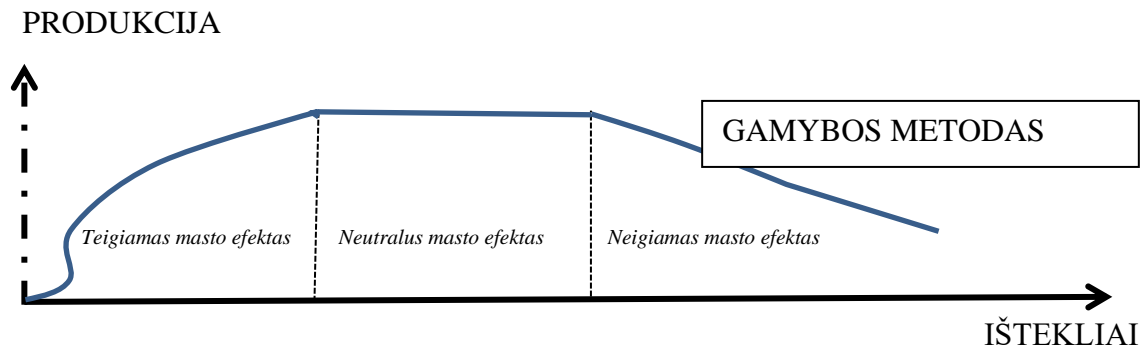 PRODUKCIJA
GAMYBOS METODAS
Teigiamas masto efektas
Neutralus masto efektas
Neigiamas masto efektas
IŠTEKLIAI